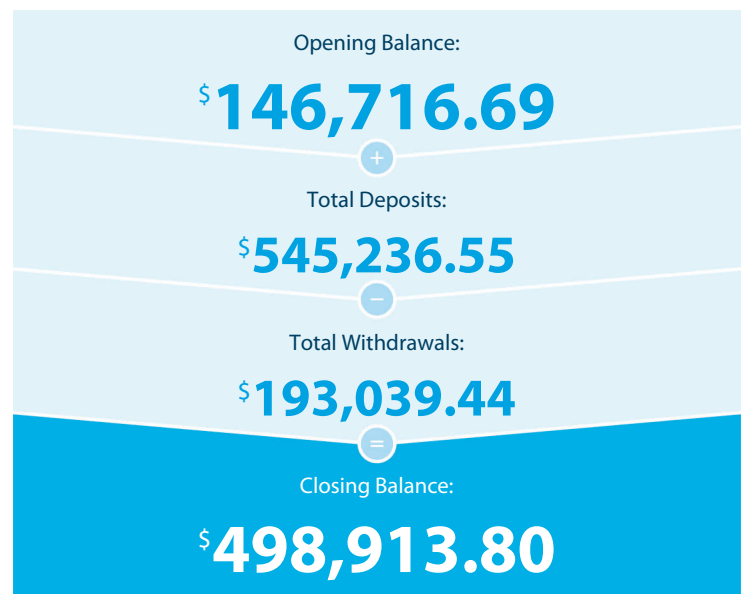 Opening Balance:
$146,716.69
+
Total Deposits:
$545,236.55
−
Total Withdrawals:
$193,039.44
=
Closing Balance:
$498,913.80